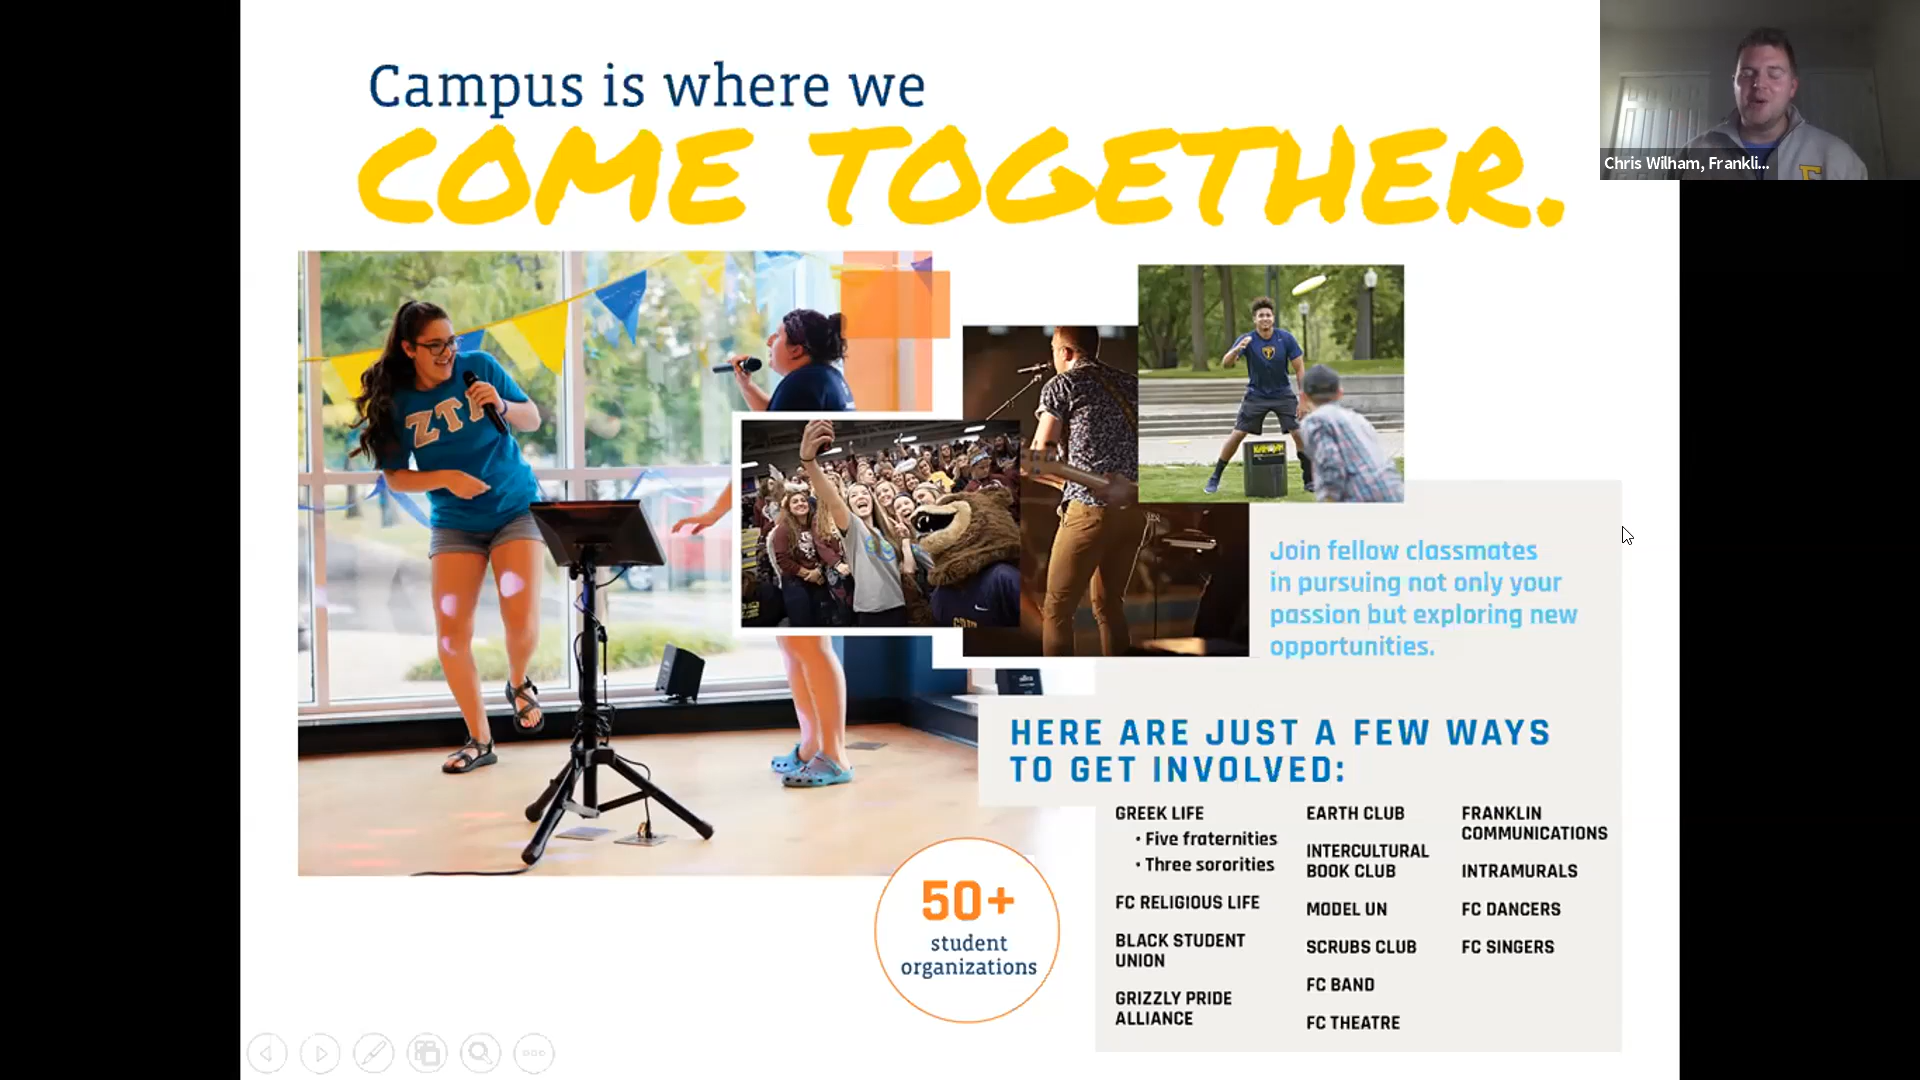 Campus is where we
COME TOGETHER.
Chris Wilham, Frankli...
ZTA
Join fellow classmates
in pursuing not only your
passion but exploring new
opportunities.
HERE ARE JUST A FEW WAYS
TO GET INVOLVED:
GREEK LIFE
• Five fraternities
• Three sororities
FC RELIGIOUS LIFE
BLACK STUDENT
UNION
GRIZZLY PRIDE
ALLIANCE
EARTH CLUB
INTERCULTURAL
BOOK CLUB
MODEL UN
SCRUBS CLUB
FC BAND
FC THEATRE
FRANKLIN
COMMUNICATIONS
INTRAMURALS
FC DANCERS
FC SINGERS
50+
student
organizations